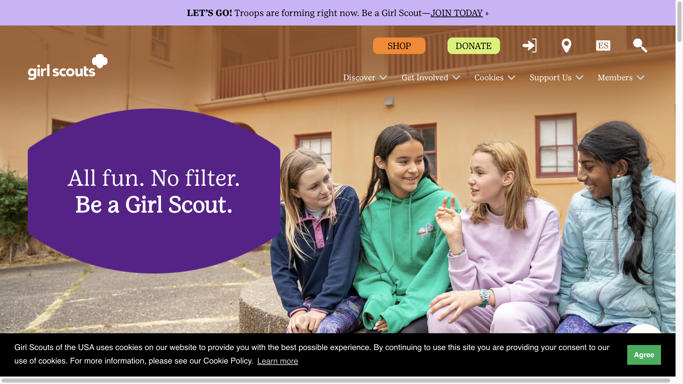 LET'S GO! Troops are forming right now. Be a Girl Scout—JOIN TODAY ›
SHOP
DONATE
ES
girl scouts
Discover
Get Involved
Cookies
Support Us
Members
All fun. No filter.
Be a Girl Scout.
Girl Scouts of the USA uses cookies on our website to provide you with the best possible experience. By continuing to use this site you are providing your consent to our
use of cookies. For more information, please see our Cookie Policy. Learn more
Agree